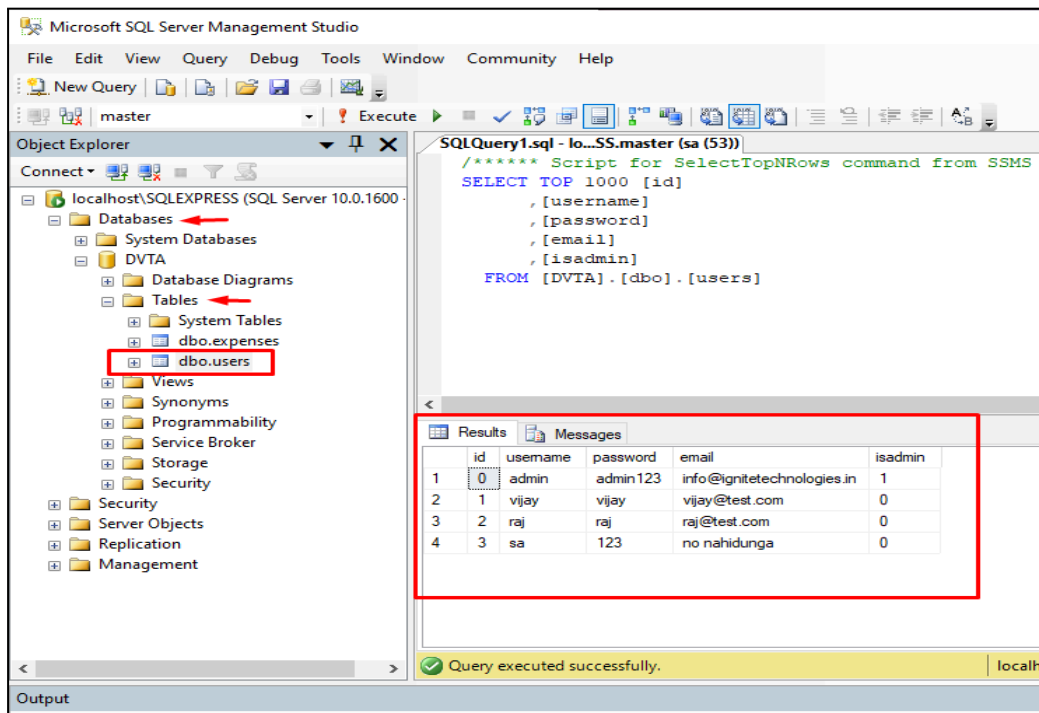 Microsoft SQL Server Management Studio
File Edit View Query Debug Tools Window Community Help
New Query
master Execute
Object Explorer
Connect
localhost\SQLEXPRESS (SQL Server 10.0.1600 -
Databases
System Databases
DVTA
Database Diagrams
Tables
System Tables
dbo.expenses
dbo.users
Views
Synonyms
Programmability
Service Broker
Storage
Security
Security
Server Objects
Replication
Management
SQLQuery1.sql - lo...SS.master (sa (53))
/****** Script for SelectTopNRows command from SSMS
SELECT TOP 1000 [id]
,[username]
,[password]
,[email]
,[isadmin]
FROM [DVTA].[dbo].[users]
Results Messages
id username password email isadmin
1 0 admin admin123 info@ignitetechnologies.in 1
2 1 vijay vijay vijay@test.com 0
3 2 raj raj raj@test.com 0
4 3 sa 123 no nahidunga 0
Query executed successfully. localh
Output